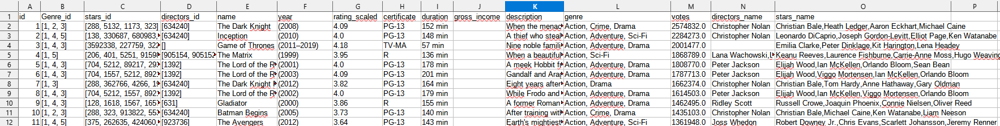 A B C D E F G H I J K L M N O P
1 id Genre_id stars_id directors_id name year rating_scaled certificate duration gross_income description genre votes directors_name stars_name
2 1 [1, 2, 3] [288, 5132, 1173, 323] [634240] The Dark Knight (2008) 4.09 PG-13 152 min When the menac Action, Crime, Drama 2574832.0 Christopher Nolan Christian Bale,Heath Ledger,Aaron Eckhart,Michael Caine
3 2 [1, 4, 5] [138, 330687, 680983, [634240] Inception (2010) 4.0 PG-13 148 min A thief who steal Action, Adventure, Sci-Fi 2284273.0 Christopher Nolan Leonardo DiCaprio,Joseph Gordon-Levitt,Elliot Page,Ken Watanabe
4 3 [1, 4, 3] [3592338, 227759, 322 [] Game of Thrones (2011–2019) 4.18 TV-MA 57 min Nine noble famili Action, Adventure, Drama 2001477.0 Emilia Clarke,Peter Dinklage,Kit Harington,Lena Headey
5 4 [1, 5] [206, 401, 5251, 9159 [905154, 905152 The Matrix (1999) 3.95 R 136 min When a beautiful Action, Sci-Fi 1868789.0 Lana Wachowski,L Keanu Reeves,Laurence Fishburne,Carrie-Anne Moss,Hugo Weaving
6 5 [1, 4, 3] [704, 5212, 89217, 29 [1392] The Lord of the R (2001) 4.0 PG-13 178 min A meek Hobbit f Action, Adventure, Drama 1808770.0 Peter Jackson Elijah Wood,Ian McKellen,Orlando Bloom,Sean Bean
7 6 [1, 4, 3] [704, 1557, 5212, 892 [1392] The Lord of the R (2003) 4.09 PG-13 201 min Gandalf and Ara Action, Adventure, Drama 1787713.0 Peter Jackson Elijah Wood,Viggo Mortensen,Ian McKellen,Orlando Bloom
8 7 [1, 3] [288, 362766, 4266, 1 [634240] The Dark Knight (2012) 3.82 PG-13 164 min Eight years after Action, Drama 1662374.0 Christopher Nolan Christian Bale,Tom Hardy,Anne Hathaway,Gary Oldman
9 8 [1, 4, 3] [704, 5212, 1557, 892 [1392] The Lord of the R (2002) 4.0 PG-13 179 min While Frodo and Action, Adventure, Drama 1614503.0 Peter Jackson Elijah Wood,Ian McKellen,Viggo Mortensen,Orlando Bloom
10 9 [1, 4, 3] [128, 1618, 1567, 165 [631] Gladiator (2000) 3.86 R 155 min A former Roman Action, Adventure, Drama 1462495.0 Ridley Scott Russell Crowe,Joaquin Phoenix,Connie Nielsen,Oliver Reed
11 10 [1, 2, 3] [288, 323, 913822, 55 [634240] Batman Begins (2005) 3.73 PG-13 140 min After training wit Action, Crime, Drama 1435103.0 Christopher Nolan Christian Bale,Michael Caine,Ken Watanabe,Liam Neeson
12 11 [1, 4, 5] [375, 262635, 424060, [923736] The Avengers (2012) 3.64 PG-13 143 min Earth's mightiest Action, Adventure, Sci-Fi 1361948.0 Joss Whedon Robert Downey Jr.,Chris Evans,Scarlett Johansson,Jeremy Renner